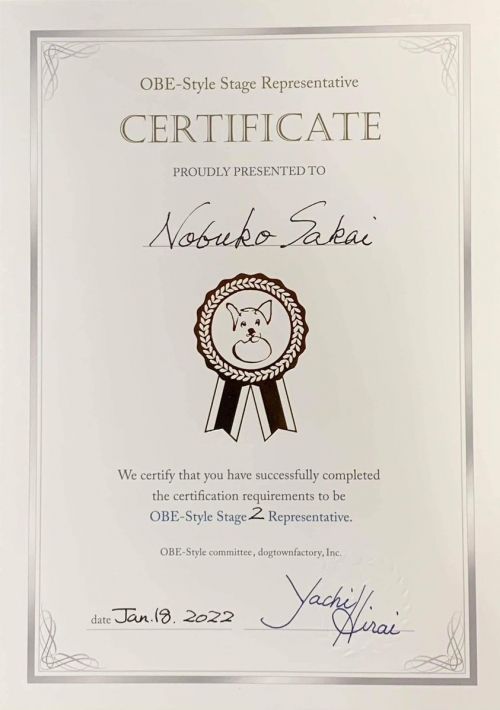 OBE-Style Stage Representative
CERTIFICATE
PROUDLY PRESENTED TO
Nobuko Sakai
We certify that you have successfully completed
the certification requirements to be
OBE-Style Stage 2 Representative.
OBE-Style committee, dogtownfactory, Inc.
date Jan.18. 2022
Yachi Hirai